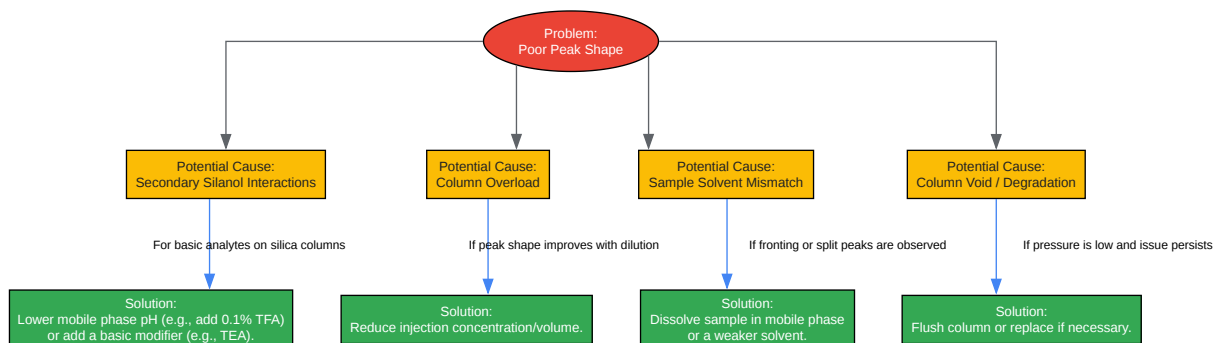 Problem:
Poor Peak Shape
Potential Cause:
Secondary Silanol Interactions
Potential Cause:
Column Overload
Potential Cause:
Sample Solvent Mismatch
Potential Cause:
Column Void / Degradation
For basic analytes on silica columns
If peak shape improves with dilution
If fronting or split peaks are observed
If pressure is low and issue persists
Solution:
Lower mobile phase pH (e.g., add 0.1% TFA)
or add a basic modifier (e.g., TEA).
Solution:
Reduce injection concentration/volume.
Solution:
Dissolve sample in mobile phase
or a weaker solvent.
Solution:
Flush column or replace if necessary.